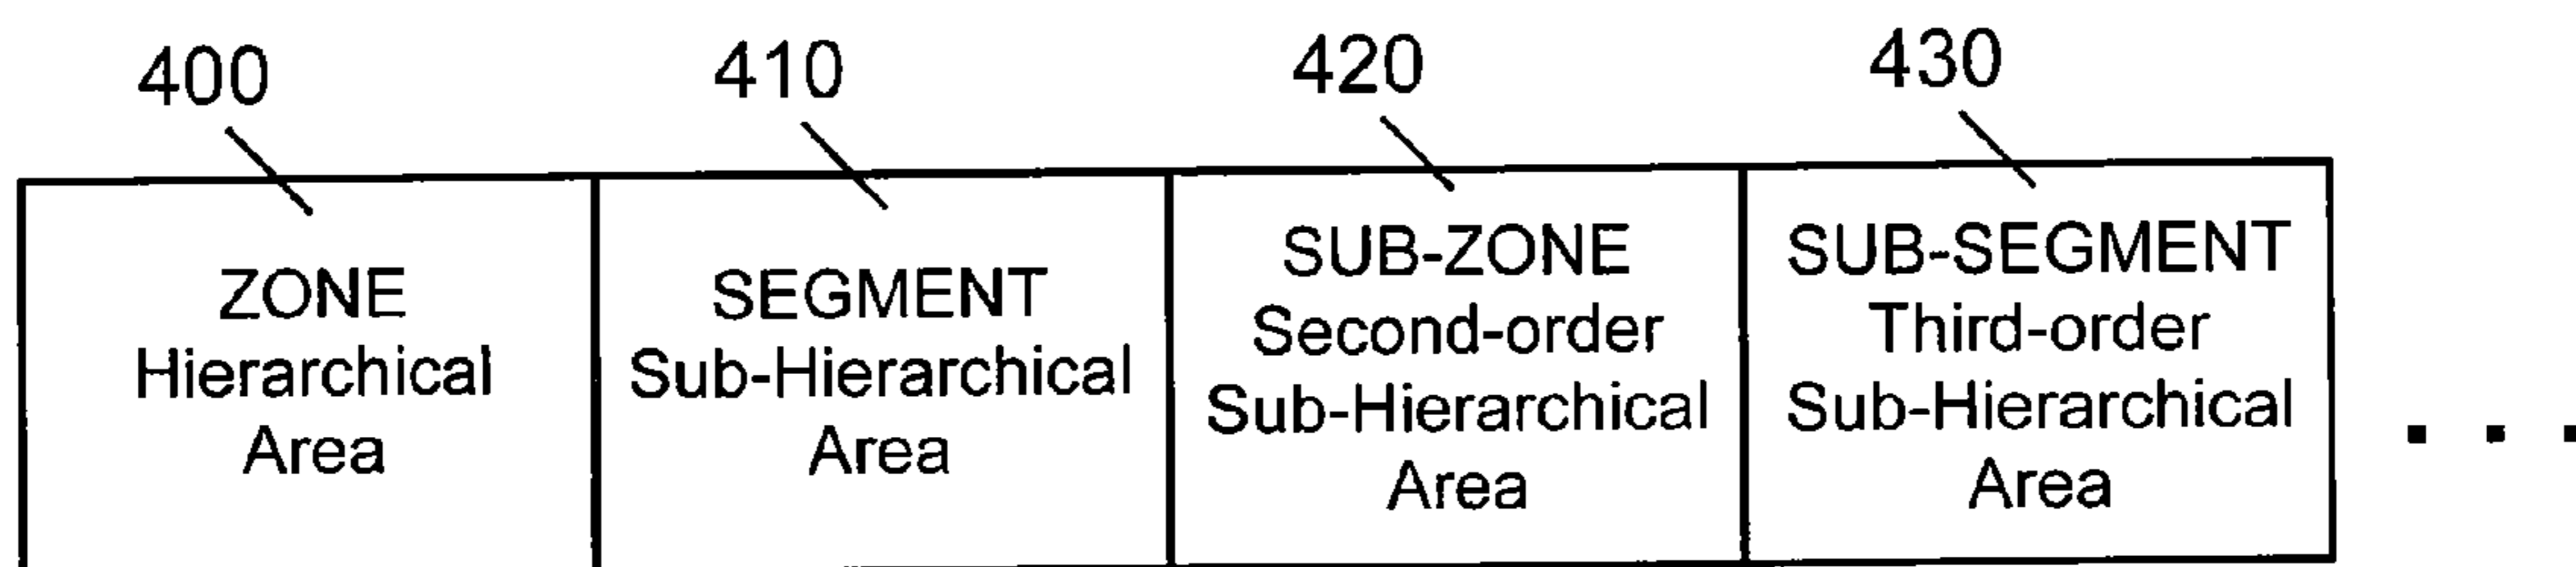 400
410
420
430
ZONE
Hierarchical
Area
SEGMENT
Sub-Hierarchical
Area
SUB-ZONE
Second-order
Sub-Hierarchical
Area
SUB-SEGMENT
Third-order
Sub-Hierarchical
Area
. . .